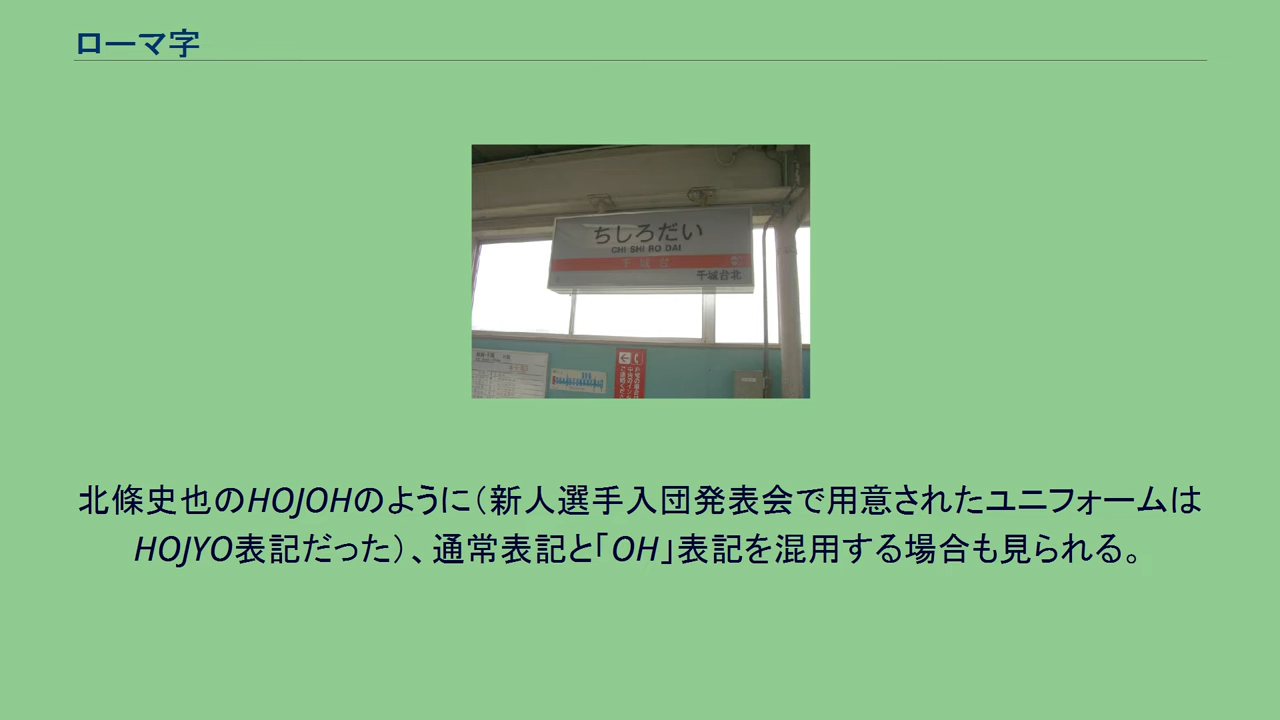 ローマ字
ちしろだい
CHI SHI RO DAI
千城台
千城台北
北條史也のHOJOHのように（新人選手入団発表会で用意されたユニフォームは
HOJYO表記だった）、通常表記と「OH」表記を混用する場合も見られる。